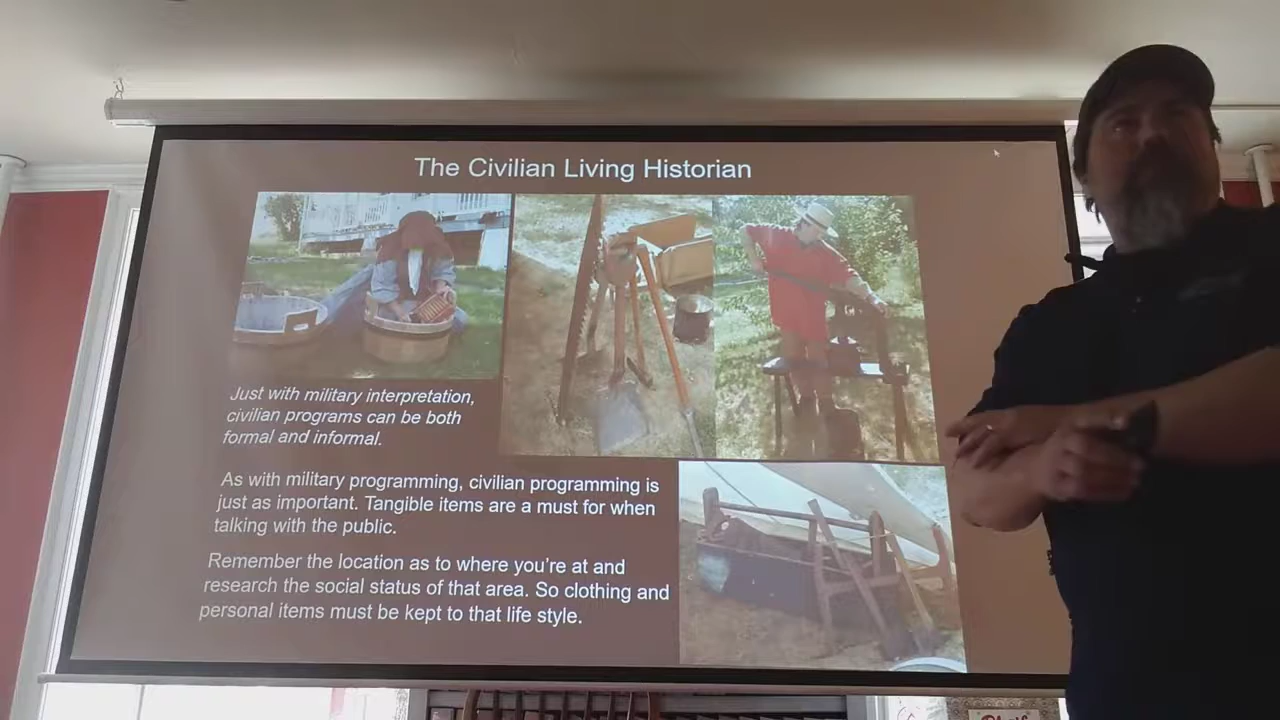 The Civilian Living Historian
Just with military interpretation,
civilian programs can be both
formal and informal.
As with military programming, civilian programming is
just as important. Tangible items are a must for when
talking with the public.
Remember the location as to where you're at and
research the social status of that area. So clothing and
personal items must be kept to that life style.